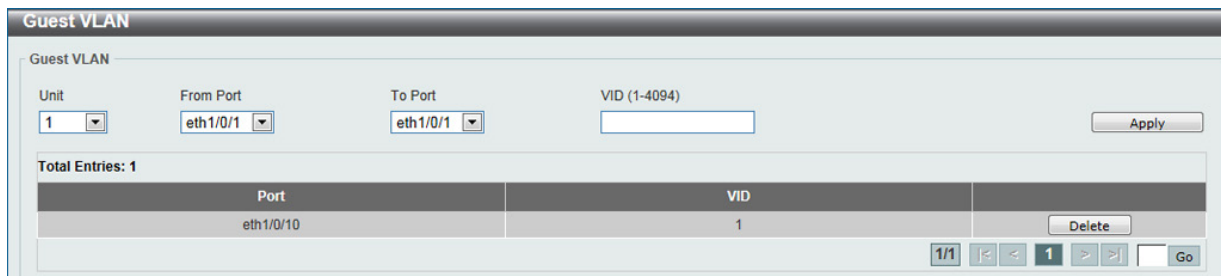 Guest VLAN
Guest VLAN
Unit From Port To Port VID (1-4094)
1 eth1/0/1 eth1/0/1 Apply
Total Entries: 1
Port VID
eth1/0/10 1 Delete
1/1 |< < 1 > >| Go